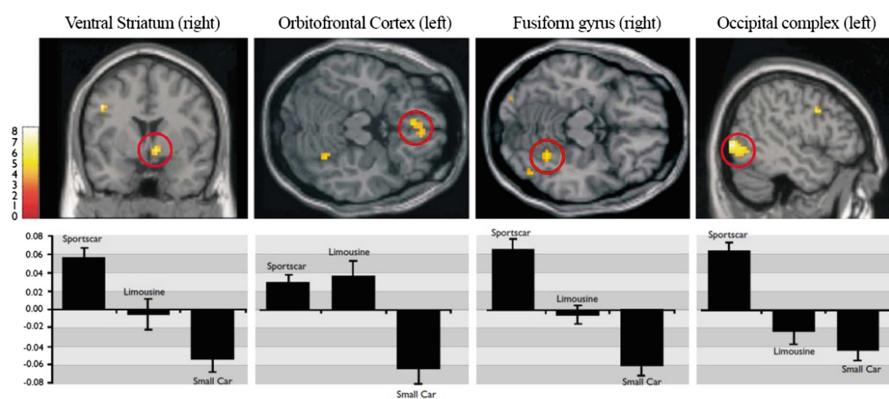 Ventral Striatum (right)
Orbitofrontal Cortex (left)
Fusiform gyrus (right)
Occipital complex (left)
8
7
6
5
4
3
2
1
0
0.08
0.06
0.04
0.02
0.00
-0.02
-0.04
-0.06
-0.08
Sportscar
Limousine
Small Car
Sportscar
Limousine
Small Car
Sportscar
Limousine
Small Car
Sportscar
Limousine
Small Car